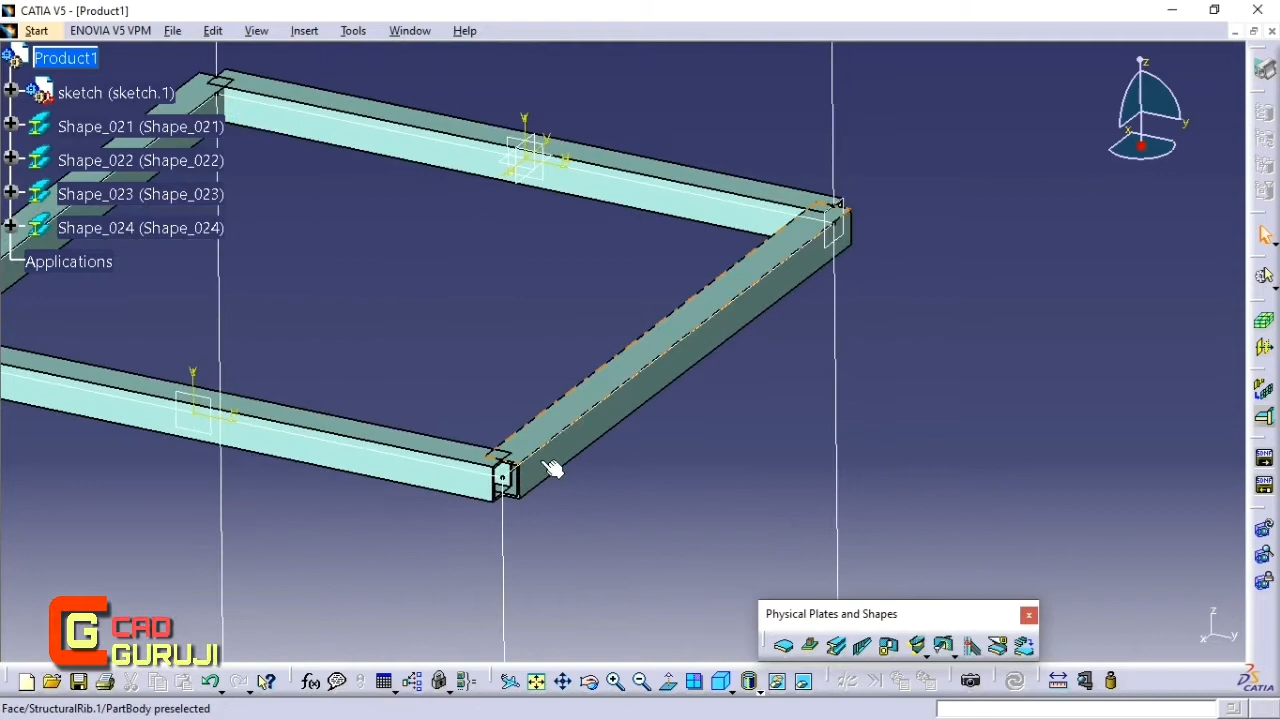 CATIA V5 - [Product1]
Start ENOVIA V5 VPM File Edit View Insert Tools Window Help
Product1
sketch (sketch.1)
Shape_021 (Shape_021)
Shape_022 (Shape_022)
Shape_023 (Shape_023)
Shape_024 (Shape_024)
Applications
z
y
x
y
y
y
Physical Plates and Shapes
CG CAD
GURUJI
z
x y
CATIA
Face/StructuralRib.1/PartBody preselected